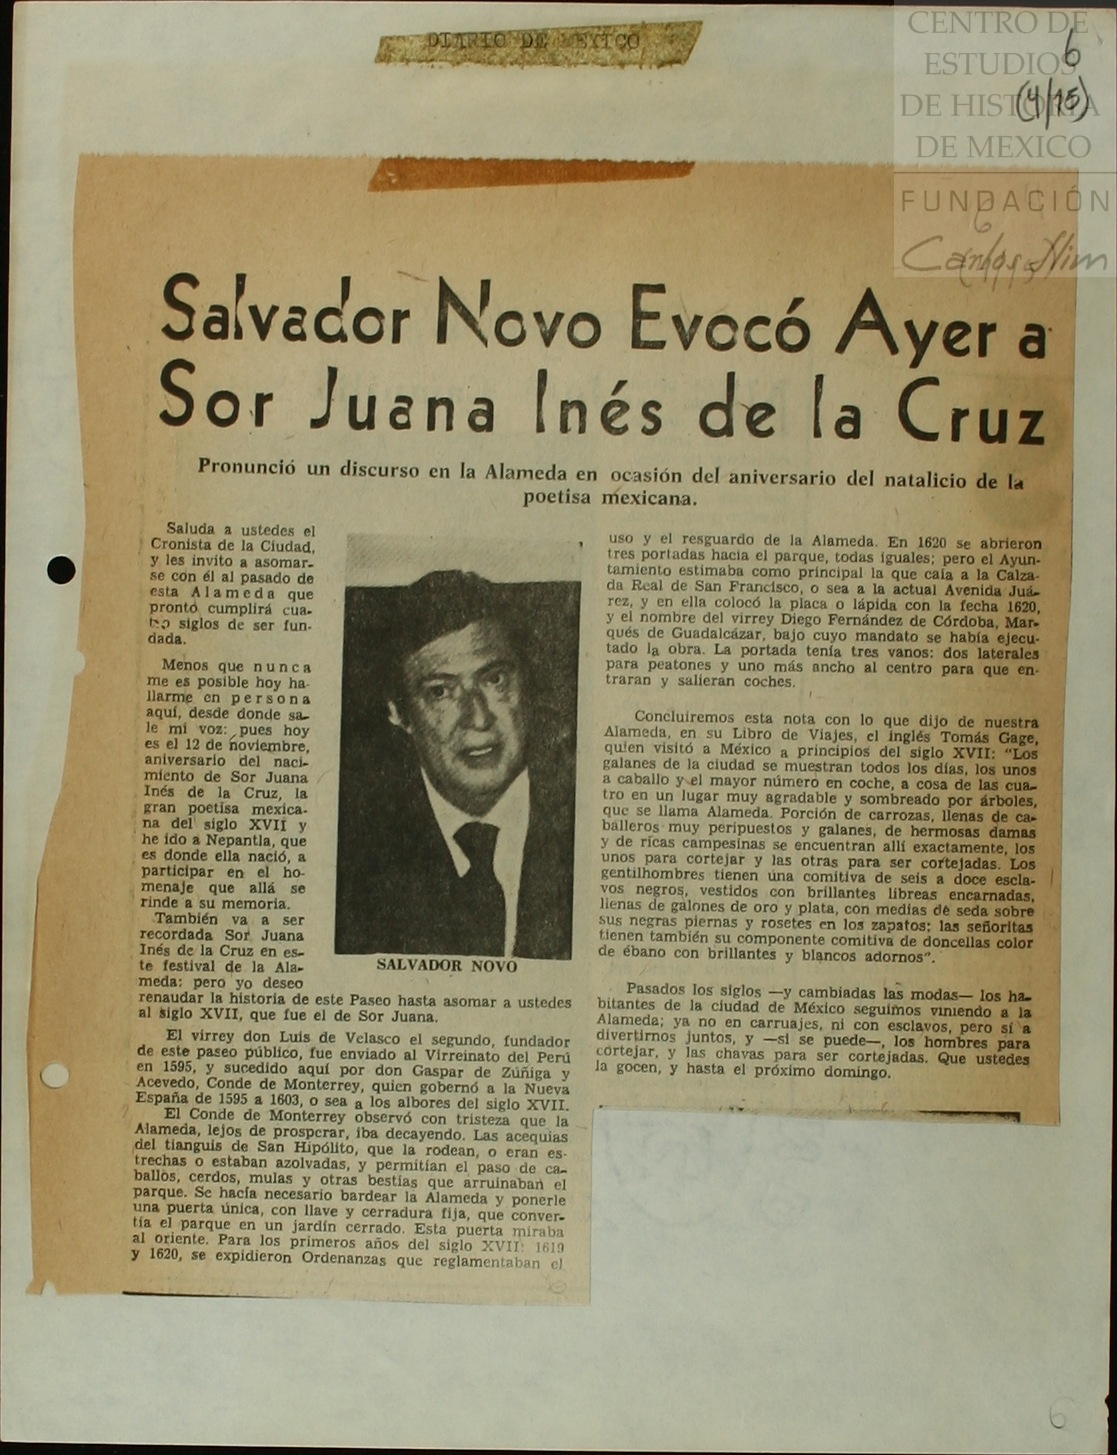 DIARIO DE MEXICO
CENTRO DE
ESTUDIOS
DE HISTORIA
DE MEXICO
FUNDACIÓN
Carlos Slim
6
(4/15)
Salvador Novo Evocó Ayer a
Sor Juana Inés de la Cruz
Pronunció un discurso en la Alameda en ocasión del aniversario del natalicio de la
poetisa mexicana.
Saluda a ustedes el
Cronista de la Ciudad,
y les invito a asomar-
se con él al pasado de
esta Alameda que
pronto cumplirá cua-
tro siglos de ser fun-
dada.
Menos que nunca
me es posible hoy ha-
llarme en persona
aquí, desde donde sa-
le mi voz: pues hoy
es el 12 de noviembre,
aniversario del naci-
miento de Sor Juana
Inés de la Cruz, la
gran poetisa mexica-
na del siglo XVII y
he ido a Nepantla, que
es donde ella nació, a
participar en el ho-
menaje que allá se
rinde a su memoria.
También va a ser
recordada Sor Juana
Inés de la Cruz en es-
te festival de la Ala-
meda: pero yo deseo
renaudar la historia de este Paseo hasta asomar a ustedes
al siglo XVII, que fue el de Sor Juana.
El virrey don Luis de Velasco el segundo, fundador
de este paseo público, fue enviado al Virreinato del Perú
en 1595, y sucedido aquí por don Gaspar de Zúñiga y
Acevedo, Conde de Monterrey, quien gobernó a la Nueva
España de 1595 a 1603, o sea a los albores del siglo XVII.
El Conde de Monterrey observó con tristeza que la
Alameda, lejos de prosperar, iba decayendo. Las acequias
del tianguis de San Hipólito, que la rodean, o eran es-
trechas o estaban azolvadas, y permitían el paso de ca-
ballos, cerdos, mulas y otras bestias que arruinaban el
parque. Se hacía necesario bardear la Alameda y ponerle
una puerta única, con llave y cerradura fija, que conver-
tía el parque en un jardín cerrado. Esta puerta miraba
al oriente. Para los primeros años del siglo XVII: 1619
y 1620, se expidieron Ordenanzas que reglamentaban el
SALVADOR NOVO
uso y el resguardo de la Alameda. En 1620 se abrieron
tres portadas hacia el parque, todas iguales; pero el Ayun-
tamiento estimaba como principal la que caía a la Calza-
da Real de San Francisco, o sea a la actual Avenida Juá-
rez, y en ella colocó la placa o lápida con la fecha 1620,
y el nombre del virrey Diego Fernández de Córdoba, Mar-
qués de Guadalcázar, bajo cuyo mandato se había ejecu-
tado la obra. La portada tenía tres vanos: dos laterales
para peatones y uno más ancho al centro para que en-
traran y salieran coches.
Concluiremos esta nota con lo que dijo de nuestra
Alameda, en su Libro de Viajes, el inglés Tomás Gage,
quien visitó a México a principios del siglo XVII: "Los
galanes de la ciudad se muestran todos los días, los unos
a caballo y el mayor número en coche, a cosa de las cua-
tro en un lugar muy agradable y sombreado por árboles,
que se llama Alameda. Porción de carrozas, llenas de ca-
balleros muy peripuestos y galanes, de hermosas damas
y de ricas campesinas se encuentran allí exactamente, los
unos para cortejar y las otras para ser cortejadas. Los
gentilhombres tienen una comitiva de seis a doce escla-
vos negros, vestidos con brillantes libreas encarnadas,
llenas de galones de oro y plata, con medias de seda sobre
sus negras piernas y rosetes en los zapatos; las señoritas
tienen también su componente comitiva de doncellas color
de ébano con brillantes y blancos adornos".
Pasados los siglos —y cambiadas las modas— los ha-
bitantes de la ciudad de México seguimos viniendo a la
Alameda; ya no en carruajes, ni con esclavos, pero sí a
divertirnos juntos, y —si se puede—, los hombres para
cortejar, y las chavas para ser cortejadas. Que ustedes
la gocen, y hasta el próximo domingo.
6